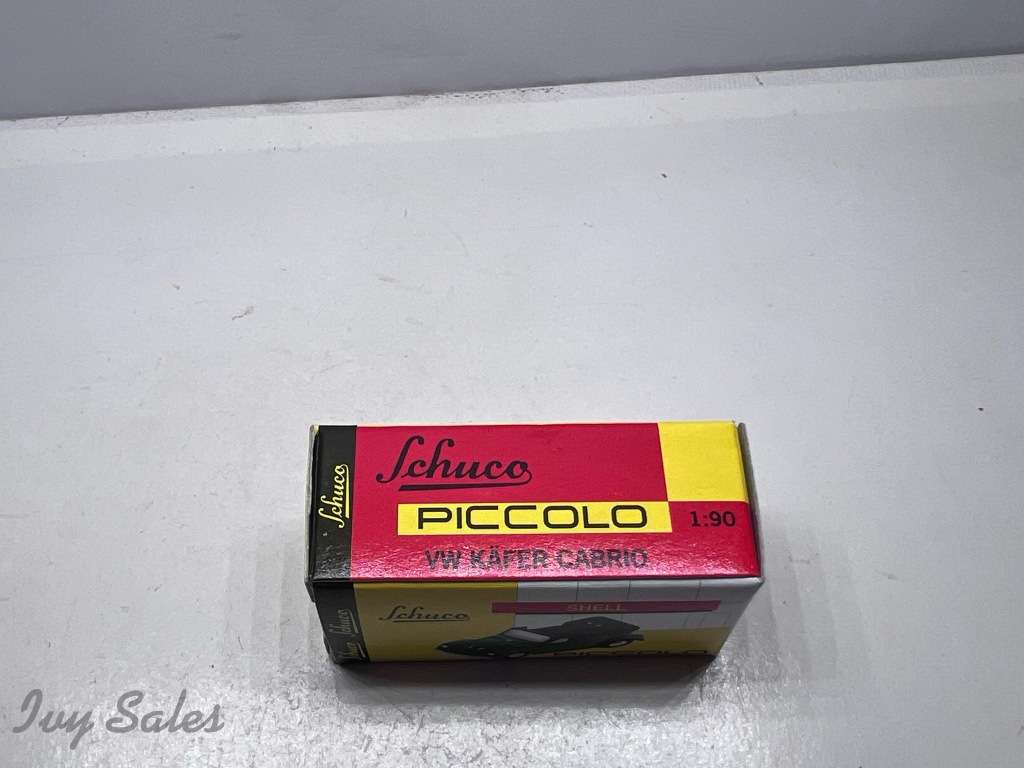 Schuco
Schuco
PICCOLO
1:90
VW KÄFER CABRIO
Schuco
Schuco
SHELL
PICCOLO
Ivy Sales